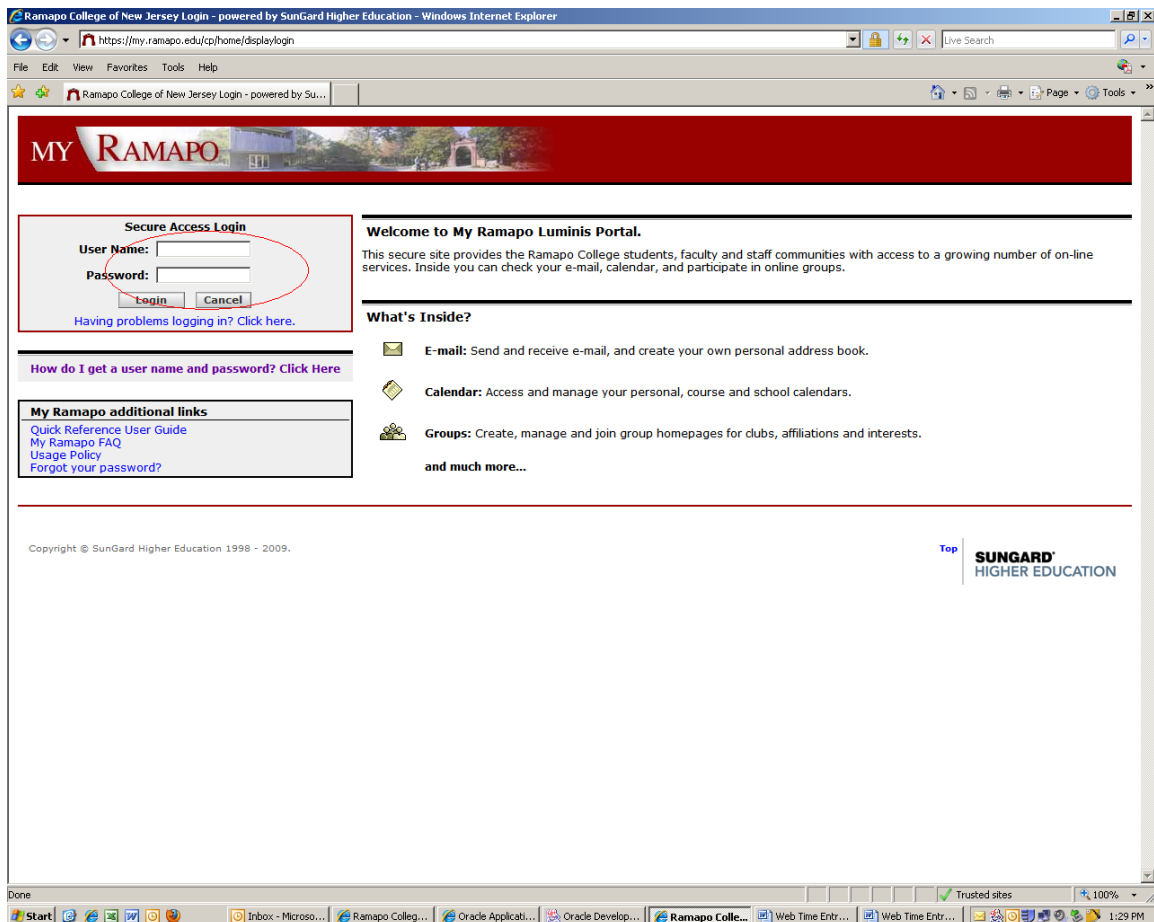 Ramapo College of New Jersey Login - powered by SunGard Higher Education - Windows Internet Explorer
https://my.ramapo.edu/cp/home/displaylogin
Live Search
File Edit View Favorites Tools Help
Ramapo College of New Jersey Login - powered by Su...
Page Tools »
MY RAMAPO
Secure Access Login
User Name:
Password:
Login Cancel
Having problems logging in? Click here.
How do I get a user name and password? Click Here
My Ramapo additional links
Quick Reference User Guide
My Ramapo FAQ
Usage Policy
Forgot your password?
Welcome to My Ramapo Luminis Portal.
This secure site provides the Ramapo College students, faculty and staff communities with access to a growing number of on-line
services. Inside you can check your e-mail, calendar, and participate in online groups.
What's Inside?
E-mail: Send and receive e-mail, and create your own personal address book.
Calendar: Access and manage your personal, course and school calendars.
Groups: Create, manage and join group homepages for clubs, affiliations and interests.
and much more...
Copyright © SunGard Higher Education 1998 - 2009.
Top
SUNGARD'
HIGHER EDUCATION
Done
Trusted sites
100%
Start
Inbox - Microso...
Ramapo Colleg...
Oracle Applicati...
Oracle Develop...
Ramapo Colle...
Web Time Entr...
Web Time Entr...
1:29 PM